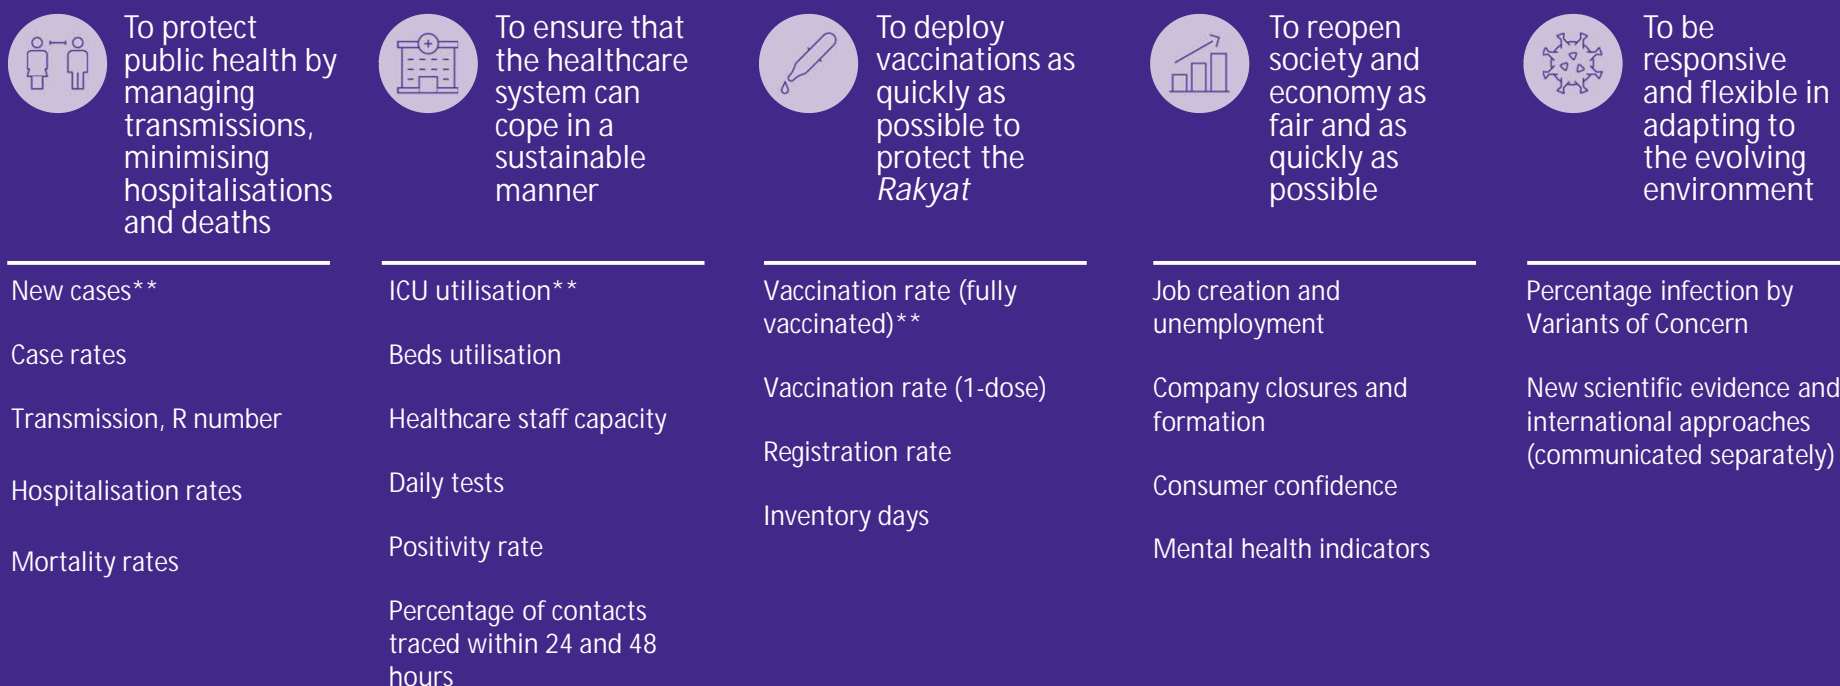 To protect
public health by
managing
transmissions,
minimising
hospitalisations
and deaths
To ensure that
the healthcare
system can
cope in a
sustainable
manner
To deploy
vaccinations as
quickly as
possible to
protect the
Rakyat
To reopen
society and
economy as
fair and as
quickly as
possible
To be
responsive
and flexible in
adapting to
the evolving
environment
New cases**
Case rates
Transmission, R number
Hospitalisation rates
Mortality rates
ICU utilisation**
Beds utilisation
Healthcare staff capacity
Daily tests
Positivity rate
Percentage of contacts
traced within 24 and 48
hours
Vaccination rate (fully
vaccinated)**
Vaccination rate (1-dose)
Registration rate
Inventory days
Job creation and
unemployment
Company closures and
formation
Consumer confidence
Mental health indicators
Percentage infection by
Variants of Concern
New scientific evidence and
international approaches
(communicated separately)